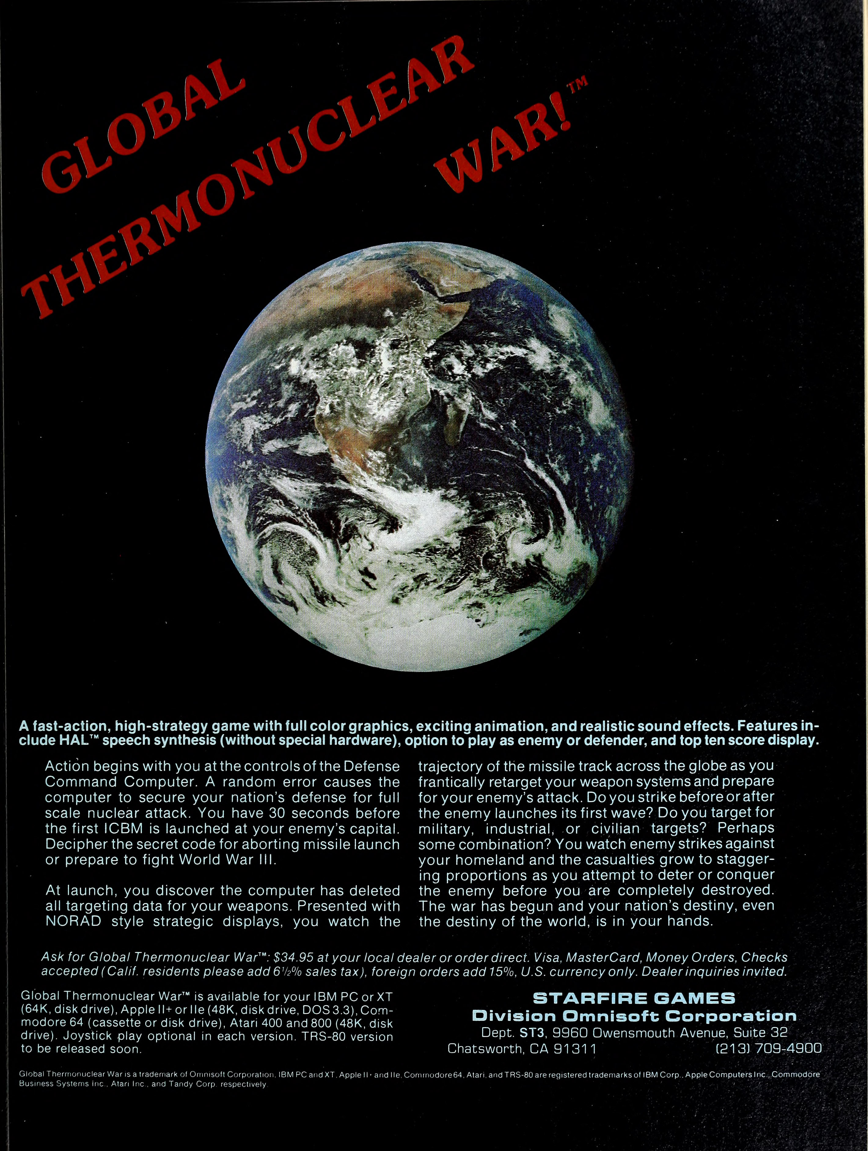 GLOBAL
THERMONUCLEAR
WAR!™
A fast-action, high-strategy game with full color graphics, exciting animation, and realistic sound effects. Features in-
clude HAL™ speech synthesis (without special hardware), option to play as enemy or defender, and top ten score display.
Action begins with you at the controls of the Defense
Command Computer. A random error causes the
computer to secure your nation's defense for full
scale nuclear attack. You have 30 seconds before
the first ICBM is launched at your enemy's capital.
Decipher the secret code for aborting missile launch
or prepare to fight World War III.
At launch, you discover the computer has deleted
all targeting data for your weapons. Presented with
NORAD style strategic displays, you watch the
trajectory of the missile track across the globe as you
frantically retarget your weapon systems and prepare
for your enemy's attack. Do you strike before or after
the enemy launches its first wave? Do you target for
military, industrial, or civilian targets? Perhaps
some combination? You watch enemy strikes against
your homeland and the casualties grow to stagger-
ing proportions as you attempt to deter or conquer
the enemy before you are completely destroyed.
The war has begun and your nation's destiny, even
the destiny of the world, is in your hands.
Ask for Global Thermonuclear War™: $34.95 at your local dealer or order direct. Visa, MasterCard, Money Orders, Checks
accepted (Calif. residents please add 6½% sales tax), foreign orders add 15%, U.S. currency only. Dealer inquiries invited.
Global Thermonuclear War™ is available for your IBM PC or XT
(64K, disk drive), Apple II+ or IIe (48K, disk drive, DOS 3.3), Com-
modore 64 (cassette or disk drive), Atari 400 and 800 (48K, disk
drive). Joystick play optional in each version. TRS-80 version
to be released soon.
STARFIRE GAMES
Division Omnisoft Corporation
Dept. ST3, 9960 Owensmouth Avenue, Suite 32
Chatsworth, CA 91311 (213) 709-4900
Global Thermonuclear War is a trademark of Omnisoft Corporation. IBM PC and XT, Apple II+ and IIe, Commodore 64, Atari, and TRS-80 are registered trademarks of IBM Corp., Apple Computers Inc., Commodore
Business Systems Inc., Atari Inc., and Tandy Corp. respectively.